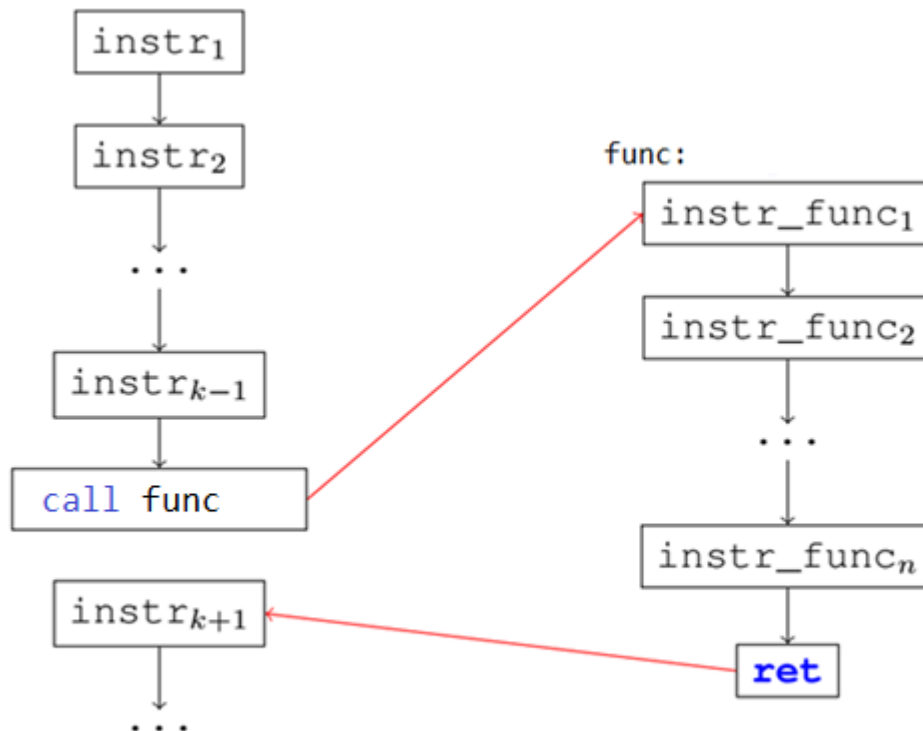 instr₁
instr₂
...
instrₖ₋₁
call func
instrₖ₊₁
...
func:
instr_func₁
instr_func₂
...
instr_funcₙ
ret